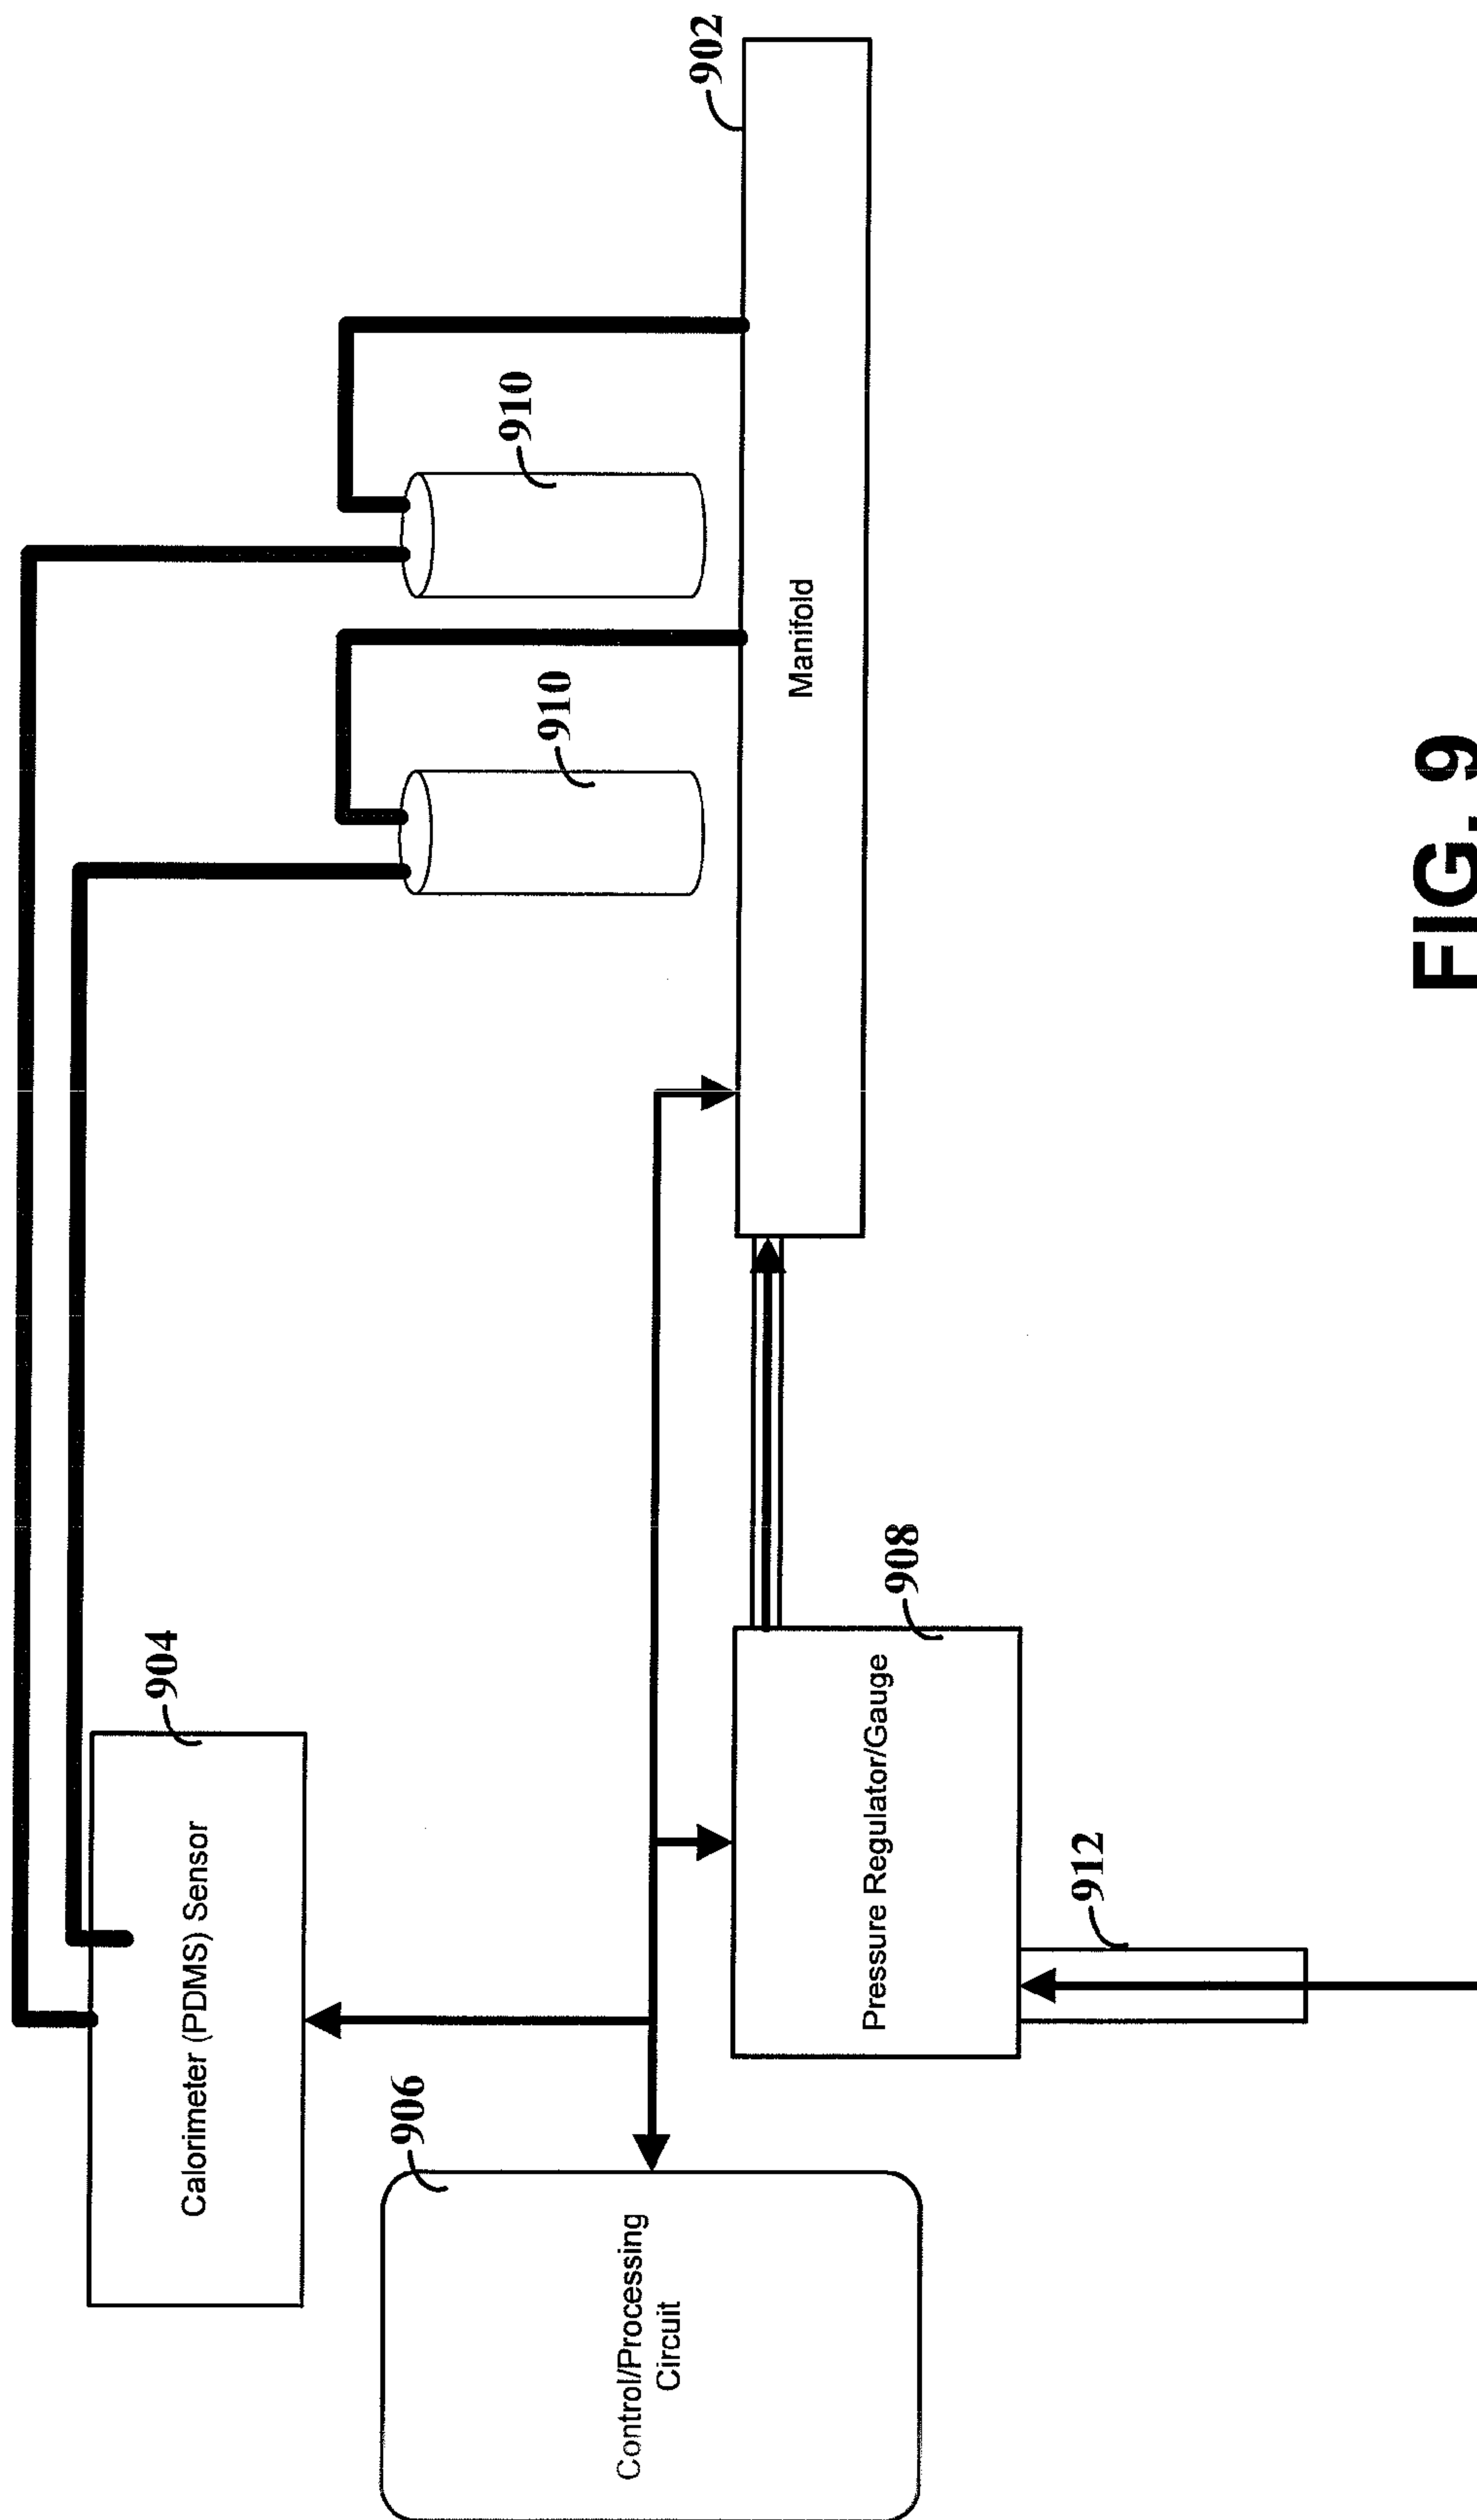 904
Calorimeter (PDMS) Sensor
906
Control/Processing
Circuit
910
910
902
Manifold
908
Pressure Regulator/Gauge
912
FIG. 9